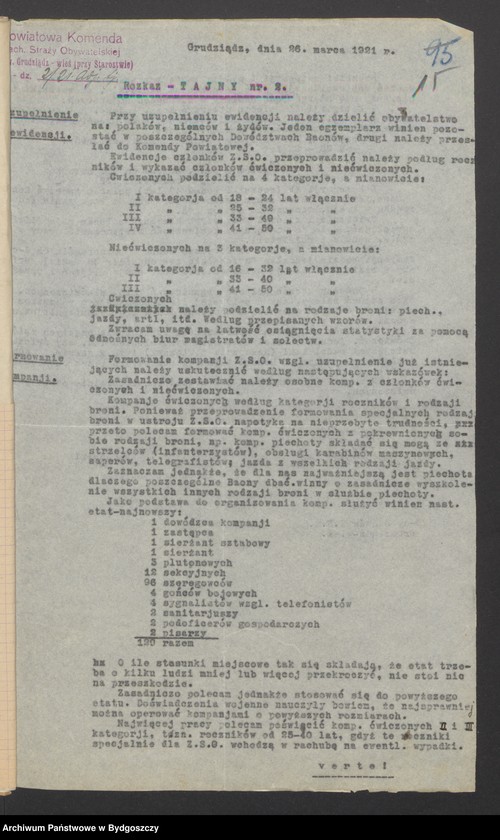 Powiatowa Komenda
Straży Obywatelskiej
Grudziądz - wieś (przy Starostwie)
Grudziądz, dnia 26. marca 1921 r.
95
15
Rozkaz - TAJNY nr. 2.
uzupełnienie
ewidencji.
Przy uzupełnieniu ewidencji należy dzielić obywatelstwo
na: polaków, niemców i żydów. Jeden egzemplarz winien pozo-
stać w poszczególnych Dowództwach Baonów, drugi należy przes-
łać do Komendy Powiatowej.
Ewidencje członków Z.S.O. przeprowadzić należy podług rocz
ników i wykazać członków ćwiczonych i niećwiczonych.
Ćwiczonych podzielić na 4 kategorje, a mianowicie:
I kategorja od 18 - 24 lat włącznie
II " " 25 - 32 " "
III " " 33 - 40 " "
IV " " 41 - 50 " "
Niećwiczonych na 3 kategorje, a mianowicie:
I kategorja od 16 - 32 lat włącznie
II " " 33 - 40 " "
III " " 41 - 50 " "
Ćwiczonych
należy podzielić na rodzaje broni: piech.,
jazdy, artl, itd. Według przepisanych wzorów.
Zwracam uwagę na łatwość osiągnięcia statystyki za pomocą
odnośnych biur magistratów i sołectw.
formowanie
kompanji.
Formowanie kompanji Z.S.O. wzgl. uzupełnienie już istnie-
jących należy uskutecznić według następujących wskazówek:
Zasadniczo zestawiać należy osobne komp. z członków ćwi-
czonych i niećwiczonych.
Kompanje ćwiczonych według kategorji roczników i rodzaji
broni. Ponieważ przeprowadzenie formowania specjalnych rodzaj
broni w ustroju Z.S.O. napotyka na nieprzebyte trudności,
przeto polecam formować komp. ćwiczonych z pokrewnionych so-
bie rodzaji broni, np. komp. piechoty składać się mogą ze
strzelców (infanterzystów), obsługi karabinów maszynowych,
saperów, telegrafistów, jazda z wszelkich rodzaji jazdy.
Zaznaczam jednakże, że dla nas najważniejszą jest piechota
dlaczego poszczególne Baony dbać winny o zasadnicze wyszkole-
nie wszystkich innych rodzaji broni w służbie piechoty.
Jako podstawa do organizowania komp. służyć winien nast.
etat-najnowszy:
1 dowódzca kompanji
1 zastępca
1 sierżant sztabowy
1 sierżant
3 plutonowych
12 sekcyjnych
96 szeregowców
4 gońców bojowych
4 sygnalistów wzgl. telefonistów
2 sanitarjuszy
2 podoficerów gospodarczych
2 pisarzy
120 razem
O ile stosunki miejscowe tak się składają, że etat trze-
ba o kilku ludzi mniej lub więcej przekroczyć, nie stoi nic
na przeszkodzie.
Zasadniczo polecam jednakże stosować się do powyższego
etatu. Doświadczenia wojenne nauczyły bowiem, że najsprawniej
można operować kompanjami o powyższych rozmiarach.
Najwięcej pracy polecam poświęcić komp. ćwiczonych II i III
kategorji, tzn. roczników od 25-40 lat, gdyż te roczniki
specjalnie dla Z.S.O. wchodzą w rachubę na ewentl. wypadki.
verte!
Archiwum Państwowe w Bydgoszczy